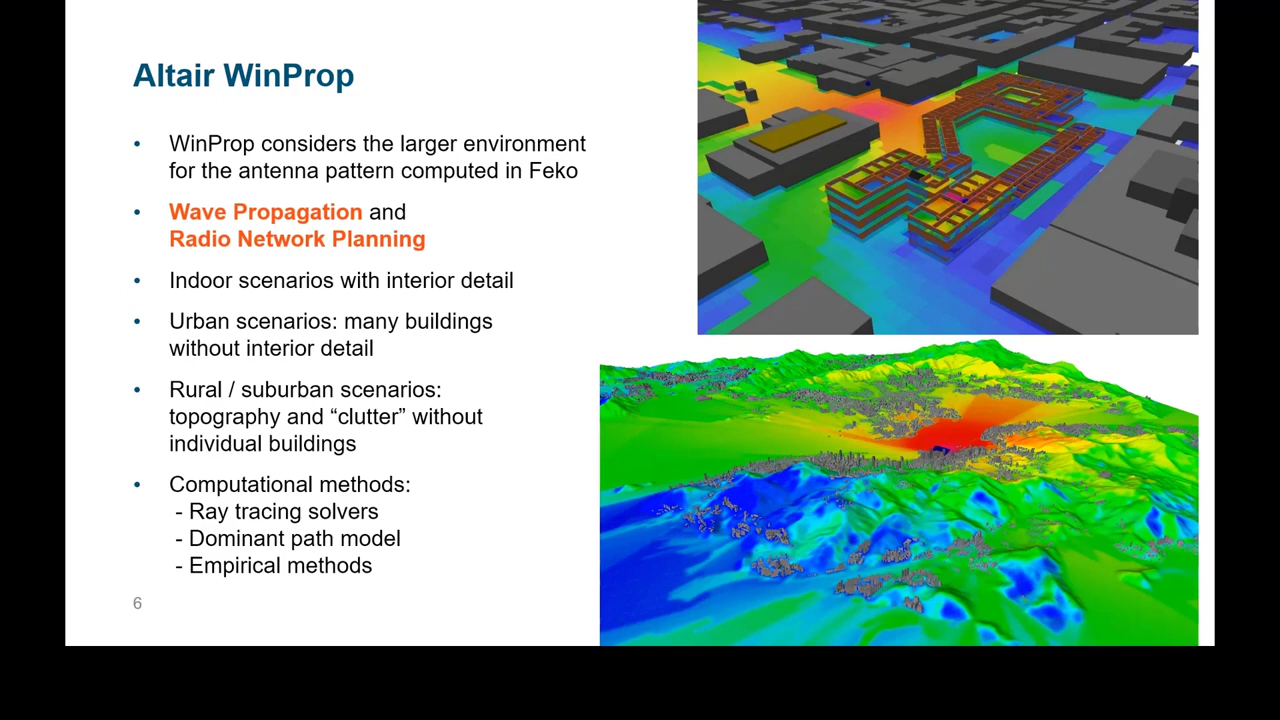 Altair WinProp
• WinProp considers the larger environment
for the antenna pattern computed in Feko
• Wave Propagation and
Radio Network Planning
• Indoor scenarios with interior detail
• Urban scenarios: many buildings
without interior detail
• Rural / suburban scenarios:
topography and “clutter” without
individual buildings
• Computational methods:
- Ray tracing solvers
- Dominant path model
- Empirical methods
6